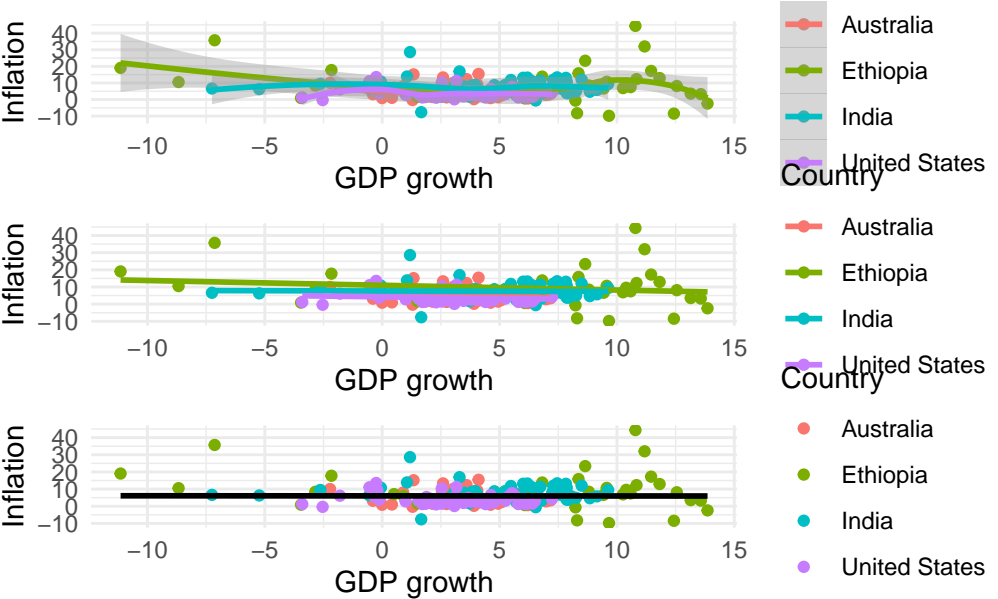 Inflation
40
30
20
10
0
−10
−10 −5 0 5 10 15
GDP growth
Australia
Ethiopia
India
United States
Country
Inflation
40
30
20
10
0
−10
−10 −5 0 5 10 15
GDP growth
Australia
Ethiopia
India
United States
Country
Inflation
40
30
20
10
0
−10
−10 −5 0 5 10 15
GDP growth
Australia
Ethiopia
India
United States